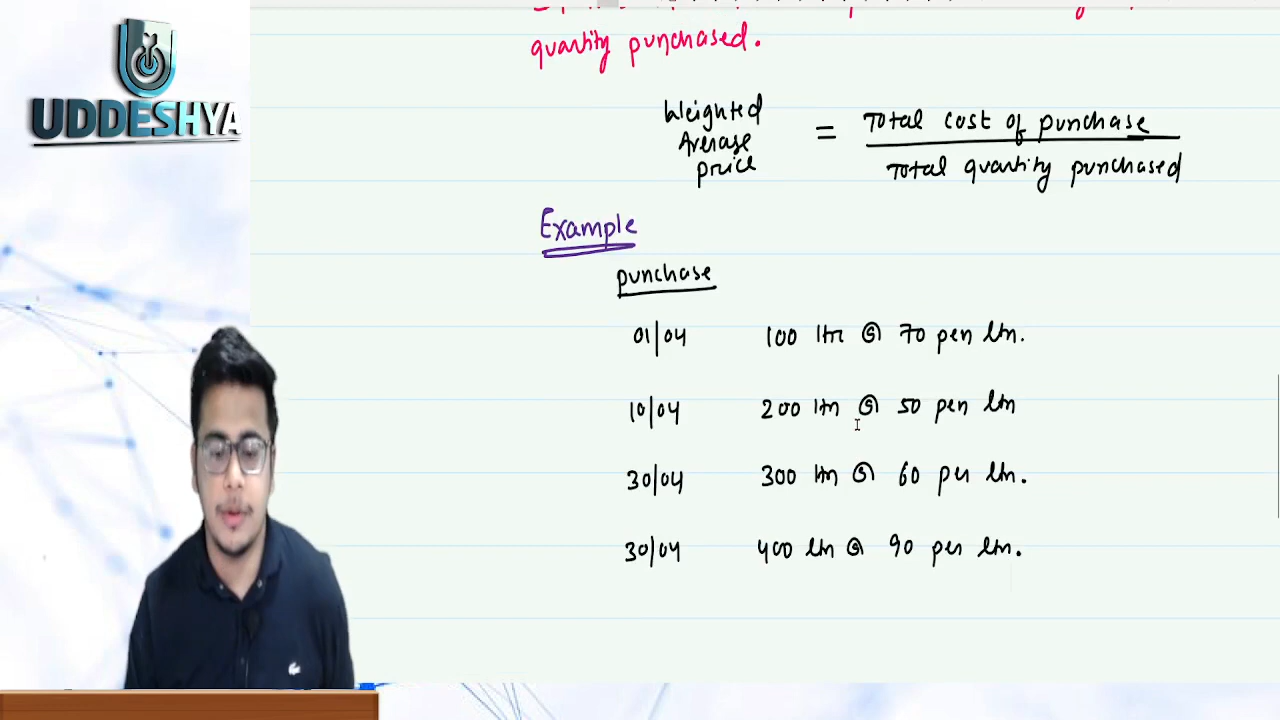 UDDESHYA
quantity purchased.
Weighted Average price = Total cost of purchase / Total quantity purchased
Example
purchase
01/04 100 ltr @ 70 per ltr.
10/04 200 ltr @ 50 per ltr
30/04 300 ltr @ 60 per ltr.
30/04 400 ltr @ 90 per ltr.